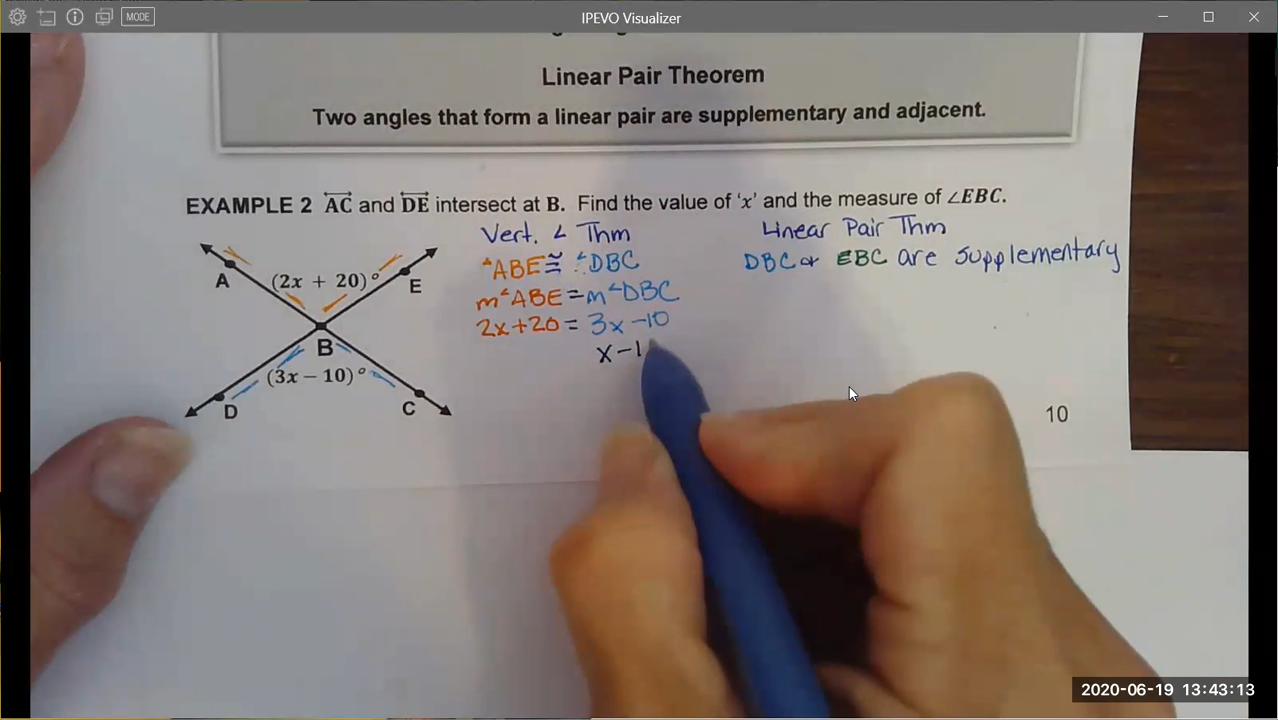 MODE
IPEVO Visualizer
Linear Pair Theorem
Two angles that form a linear pair are supplementary and adjacent.
EXAMPLE 2 AC and DE intersect at B. Find the value of ‘x’ and the measure of ∠EBC.
Vert. ∠ Thm
Linear Pair Thm
∠ABE ≅ ∠DBC
DBC & EBC are supplementary
m∠ABE = m∠DBC
2x+20 = 3x-10
x-1
A
(2x + 20)°
E
B
(3x − 10)°
D
C
10
2020-06-19 13:43:13